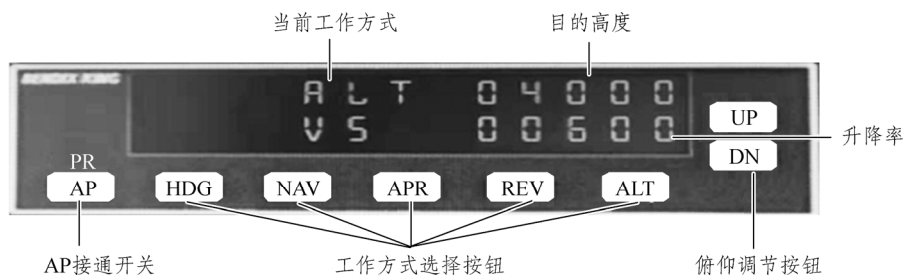 当前工作方式 目的高度
BENDIX KING
ALT 04000
VS 00600
UP
升降率
DN
PR
AP HDG NAV APR REV ALT
AP接通开关 工作方式选择按钮 俯仰调节按钮